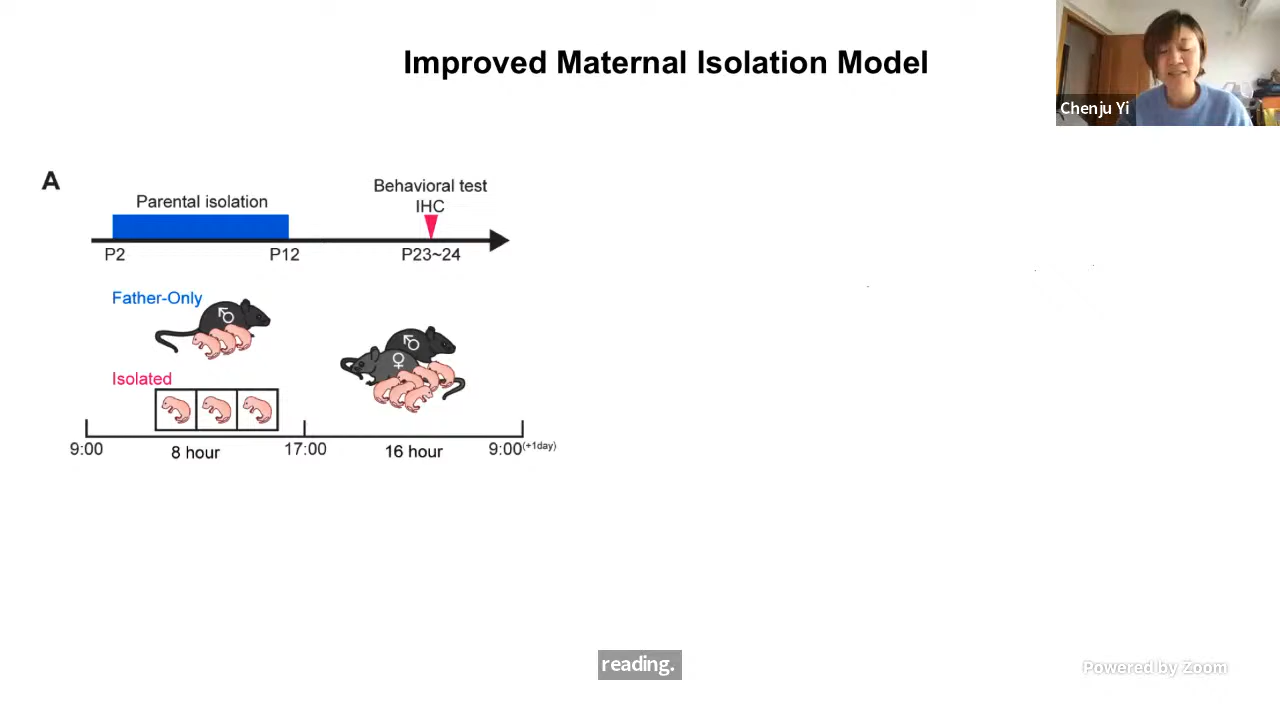 Improved Maternal Isolation Model
Chenju Yi
A
Parental isolation
Behavioral test
IHC
P2
P12
P23~24
Father-Only
♂
♂
♀
Isolated
9:00
8 hour
17:00
16 hour
9:00(+1day)
reading.
Powered by Zoom